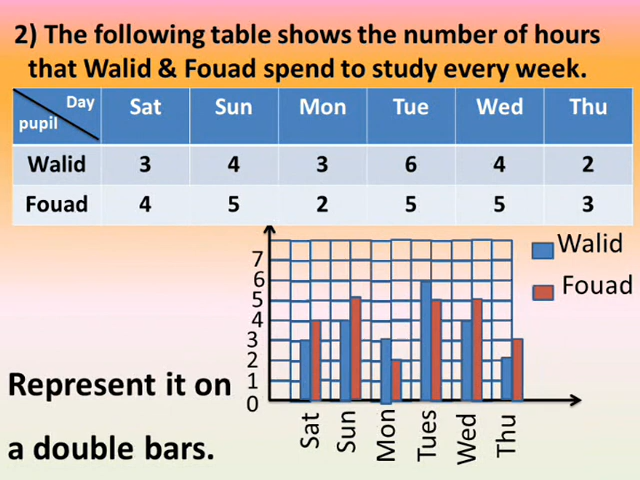 2) The following table shows the number of hours
that Walid & Fouad spend to study every week.
Day Sat Sun Mon Tue Wed Thu
pupil
Walid 3 4 3 6 4 2
Fouad 4 5 2 5 5 3
Walid
Fouad
7
6
5
4
3
2
1
0
Sat Sun Mon Tues Wed Thu
Represent it on
a double bars.